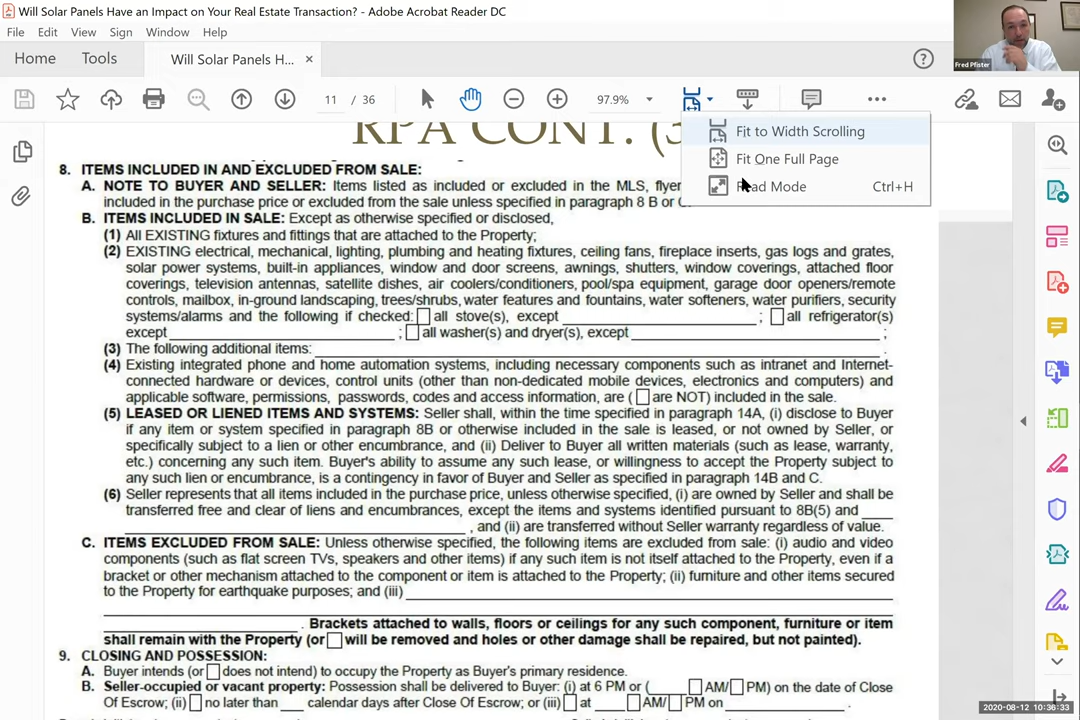 Will Solar Panels Have an Impact on Your Real Estate Transaction? - Adobe Acrobat Reader DC
File Edit View Sign Window Help
Home Tools Will Solar Panels H... ×
Fred Pfister
11 / 36 97.9%
Fit to Width Scrolling
Fit One Full Page
Read Mode Ctrl+H
RPA CONT. (3
8. ITEMS INCLUDED IN AND EXCLUDED FROM SALE:
A. NOTE TO BUYER AND SELLER: Items listed as included or excluded in the MLS, flyer
included in the purchase price or excluded from the sale unless specified in paragraph 8 B or C.
B. ITEMS INCLUDED IN SALE: Except as otherwise specified or disclosed,
(1) All EXISTING fixtures and fittings that are attached to the Property;
(2) EXISTING electrical, mechanical, lighting, plumbing and heating fixtures, ceiling fans, fireplace inserts, gas logs and grates,
solar power systems, built-in appliances, window and door screens, awnings, shutters, window coverings, attached floor
coverings, television antennas, satellite dishes, air coolers/conditioners, pool/spa equipment, garage door openers/remote
controls, mailbox, in-ground landscaping, trees/shrubs, water features and fountains, water softeners, water purifiers, security
systems/alarms and the following if checked: all stove(s), except ; all refrigerator(s)
except ; all washer(s) and dryer(s), except ;
(3) The following additional items: .
(4) Existing integrated phone and home automation systems, including necessary components such as intranet and Internet-
connected hardware or devices, control units (other than non-dedicated mobile devices, electronics and computers) and
applicable software, permissions, passwords, codes and access information, are ( are NOT) included in the sale.
(5) LEASED OR LIENED ITEMS AND SYSTEMS: Seller shall, within the time specified in paragraph 14A, (i) disclose to Buyer
if any item or system specified in paragraph 8B or otherwise included in the sale is leased, or not owned by Seller, or
specifically subject to a lien or other encumbrance, and (ii) Deliver to Buyer all written materials (such as lease, warranty,
etc.) concerning any such item. Buyer's ability to assume any such lease, or willingness to accept the Property subject to
any such lien or encumbrance, is a contingency in favor of Buyer and Seller as specified in paragraph 14B and C.
(6) Seller represents that all items included in the purchase price, unless otherwise specified, (i) are owned by Seller and shall be
transferred free and clear of liens and encumbrances, except the items and systems identified pursuant to 8B(5) and ____
, and (ii) are transferred without Seller warranty regardless of value.
C. ITEMS EXCLUDED FROM SALE: Unless otherwise specified, the following items are excluded from sale: (i) audio and video
components (such as flat screen TVs, speakers and other items) if any such item is not itself attached to the Property, even if a
bracket or other mechanism attached to the component or item is attached to the Property; (ii) furniture and other items secured
to the Property for earthquake purposes; and (iii)
. Brackets attached to walls, floors or ceilings for any such component, furniture or item
shall remain with the Property (or will be removed and holes or other damage shall be repaired, but not painted).
9. CLOSING AND POSSESSION:
A. Buyer intends (or does not intend) to occupy the Property as Buyer's primary residence.
B. Seller-occupied or vacant property: Possession shall be delivered to Buyer: (i) at 6 PM or ( AM/ PM) on the date of Close
Of Escrow; (ii) no later than ___ calendar days after Close Of Escrow; or (iii) at AM/ PM on .
2020-08-12 10:36:33